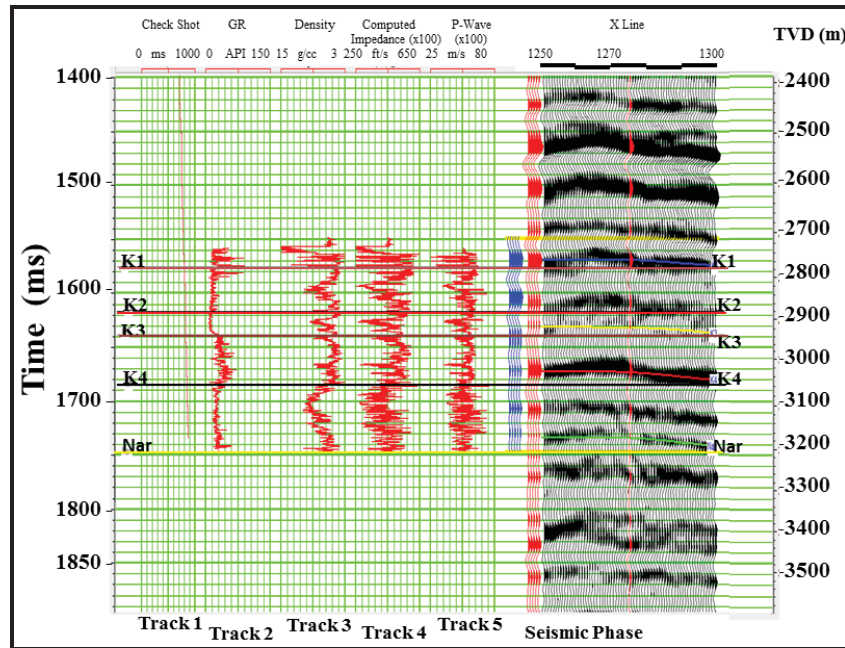 Check Shot GR Density Computed P-Wave X Line
Impedance (x100) (x100) TVD (m)
0 ms 1000 0 API 150 15 g/cc 3 250 ft/s 650 25 m/s 80 1250 1270 1300
1400 -2400
-2500
1500 -2600
-2700
K1 K1
-2800
1600
K2 K2
-2900
K3 K3
-3000
K4 K4
1700 -3100
Nar Nar
-3200
-3300
1800
-3400
1850 -3500
Time (ms)
Track 1 Track 2 Track 3 Track 4 Track 5 Seismic Phase